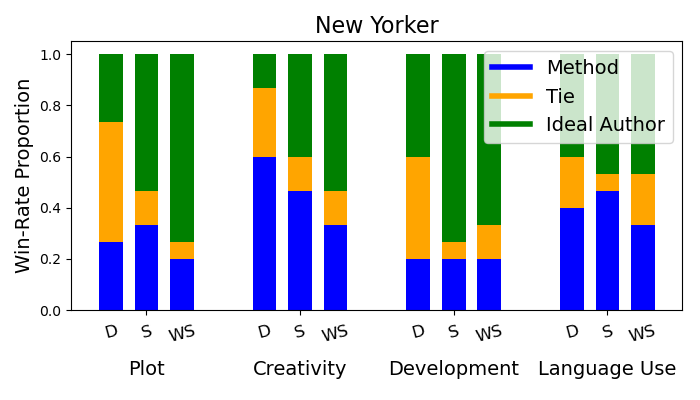 New Yorker
Win-Rate Proportion
1.0
0.8
0.6
0.4
0.2
0.0
Method
Tie
Ideal Author
D S WS D S WS D S WS D S WS
Plot Creativity Development Language Use